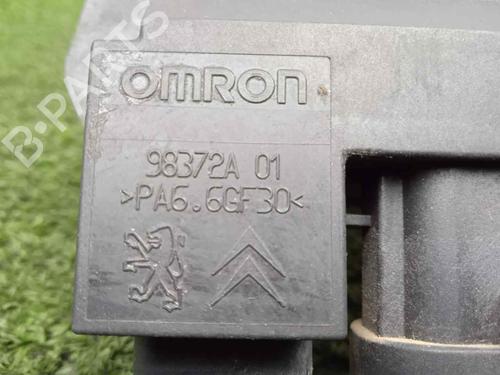 OMRON
98372A 01
>PA6.6GF30<
B-PARTS